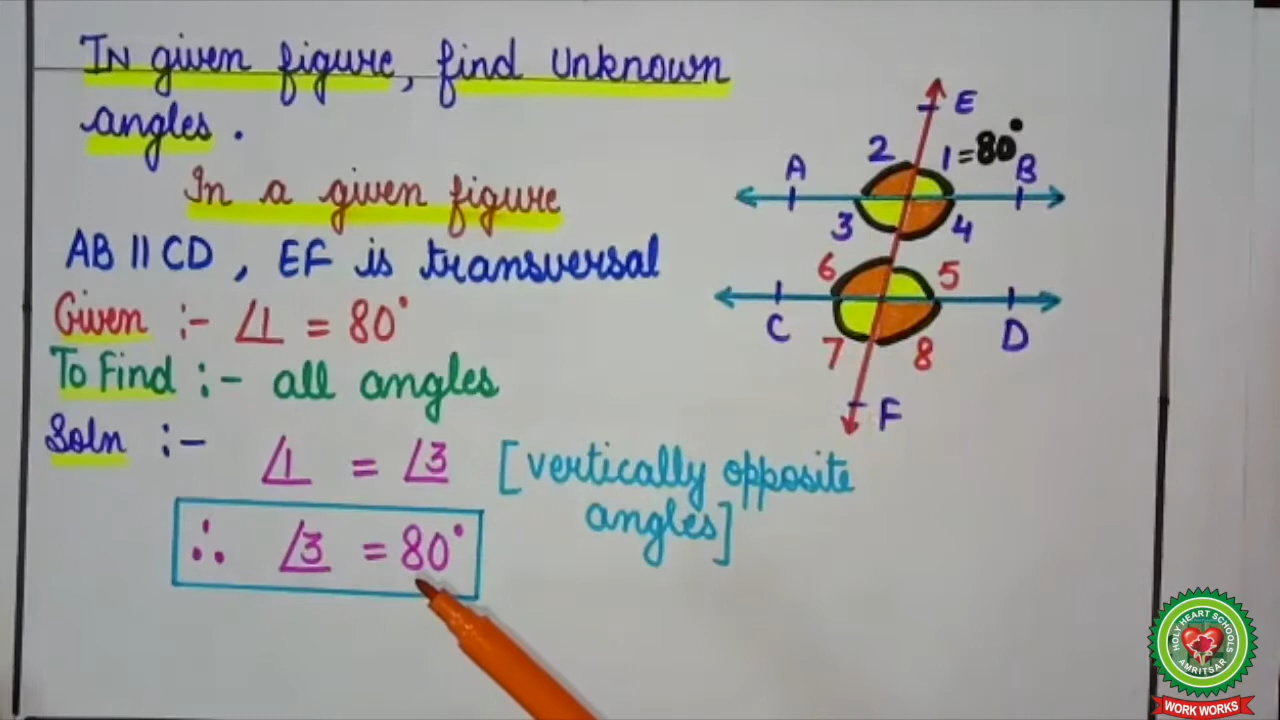 In given figure, find unknown
angles.
In a given figure
AB || CD, EF is transversal
Given :- ∠1 = 80°
To Find :- all angles
Soln :-
∠1 = ∠3 [vertically opposite
angles]
∴ ∠3 = 80°
E
2 1 = 80°
A B
3 4
6 5
C D
7 8
F
HOLY HEART SCHOOLS
AMRITSAR
WORK WORKS